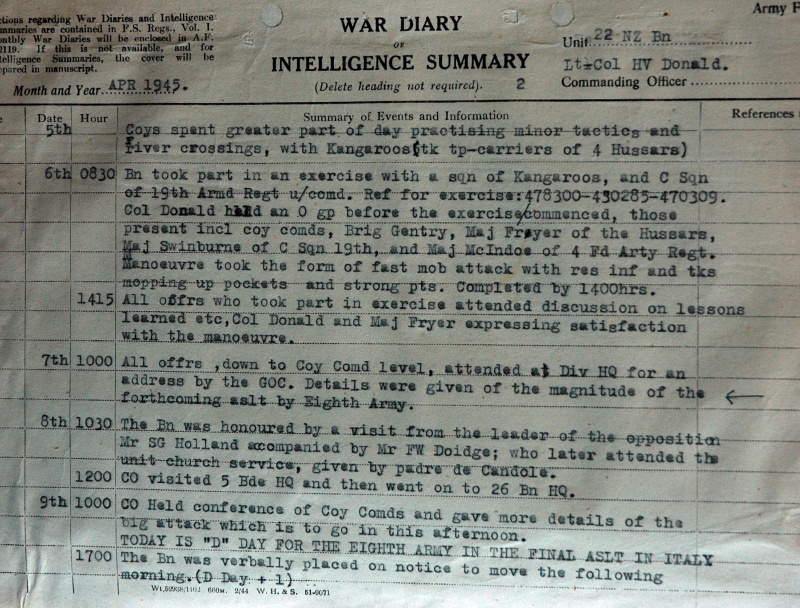 ctions regarding War Diaries and Intelligence
mmaries are contained in F.S. Regs., Vol. I.
nthly War Diaries will be enclosed in A.F.
2119. If this is not available, and for
telligence Summaries, the cover will be
epared in manuscript.
Month and Year APR 1945.
WAR DIARY
OR
INTELLIGENCE SUMMARY
(Delete heading not required).
2
Army F
Unit 22 NZ Bn
Lt-Col HV Donald.
Commanding Officer
e Date Hour Summary of Events and Information References
5th Coys spent greater part of day practising minor tactics and
river crossings, with Kangaroos(tk tp-carriers of 4 Hussars)
6th 0830 Bn took part in an exercise with a sqn of Kangaroos, and C Sqn
of 19th Armd Regt u/comd. Ref for exercise:478300-430285-470309.
Col Donald held an O gp before the exercise/commenced, those
present incl coy comds, Brig Gentry, Maj Fryer of the Hussars,
Maj Swinburne of C Sqn 19th, and Maj McIndoe of 4 Fd Arty Regt.
Manoeuvre took the form of fast mob attack with res inf and tks
mopping up pockets and strong pts. Completed by 1400hrs.
1415 All offrs who took part in exercise attended discussion on lessons
learned etc,Col Donald and Maj Fryer expressing satisfaction
with the manoeuvre.
7th 1000 All offrs ,down to Coy Comd level, attended at Div HQ for an
address by the GOC. Details were given of the magnitude of the
forthcoming aslt by Eighth Army.
8th 1030 The Bn was honoured by a visit from the leader of the opposition
Mr SG Holland accompanied by Mr FW Doidge; who later attended the
unit church service, given by padre de Candole.
1200 CO visited 5 Bde HQ and then went on to 26 Bn HQ.
9th 1000 CO Held conference of Coy Comds and gave more details of the
big attack which is to go in this afternoon.
TODAY IS "D" DAY FOR THE EIGHTH ARMY IN THE FINAL ASLT IN ITALY
1700 The Bn was verbally placed on notice to move the following
morning.(D Day + 1)
660M. 2/44 W. H. & S. 51-9071